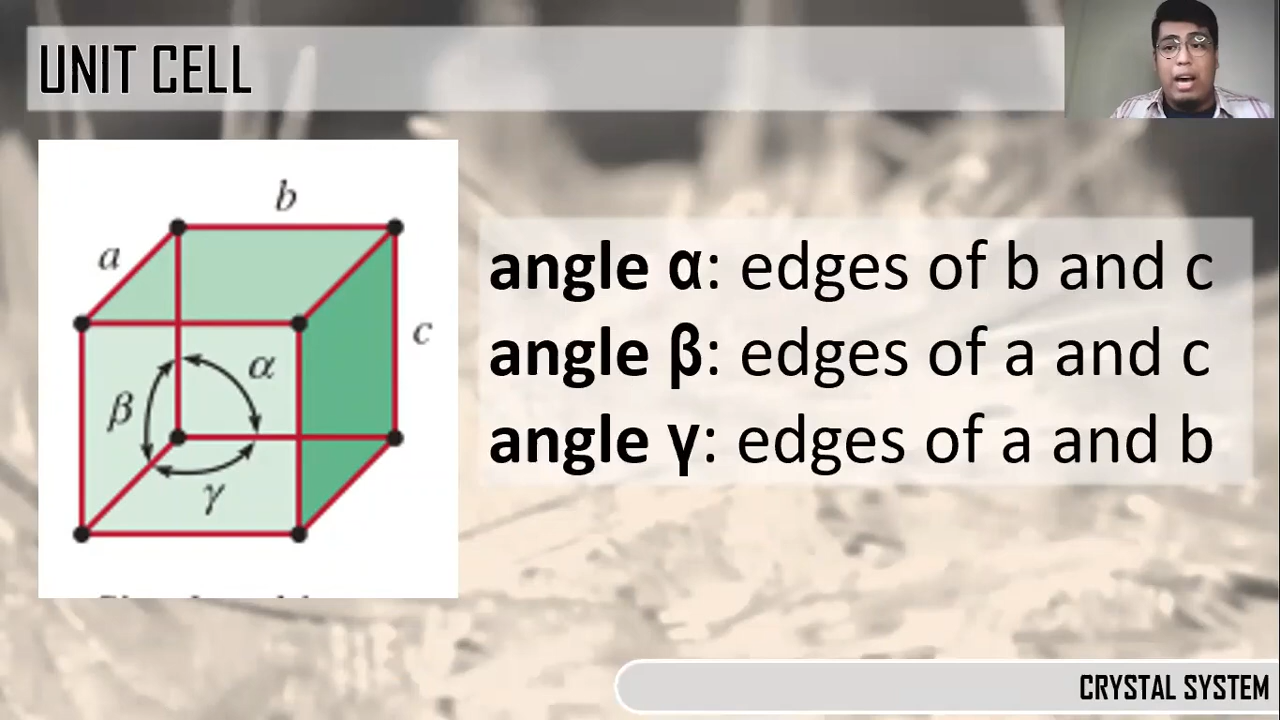 UNIT CELL
b
a
c
α
β
γ
angle α: edges of b and c
angle β: edges of a and c
angle γ: edges of a and b
CRYSTAL SYSTEM